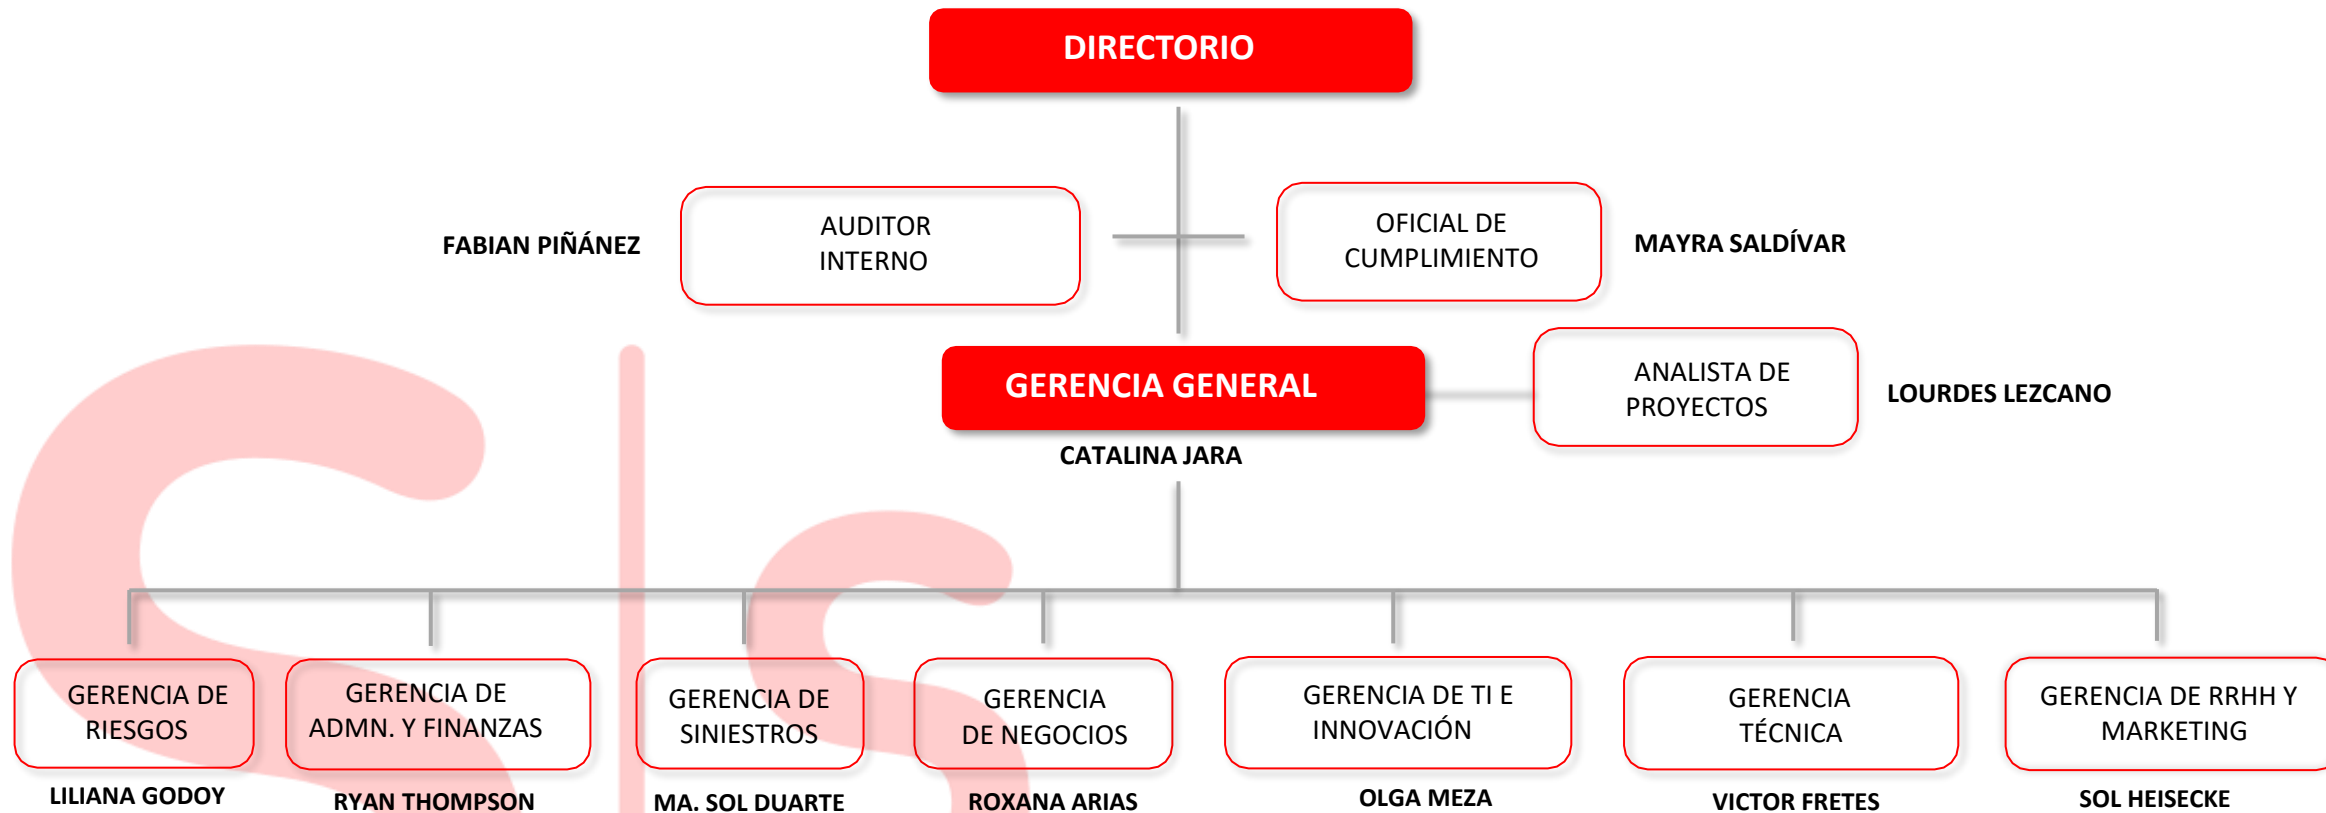 DIRECTORIO
FABIAN PIÑÁNEZ
AUDITOR
INTERNO
OFICIAL DE
CUMPLIMIENTO
MAYRA SALDÍVAR
GERENCIA GENERAL
CATALINA JARA
ANALISTA DE
PROYECTOS
LOURDES LEZCANO
GERENCIA DE
RIESGOS
LILIANA GODOY
GERENCIA DE
ADMN. Y FINANZAS
RYAN THOMPSON
GERENCIA DE
SINIESTROS
MA. SOL DUARTE
GERENCIA
DE NEGOCIOS
ROXANA ARIAS
GERENCIA DE TI E
INNOVACIÓN
OLGA MEZA
GERENCIA
TÉCNICA
VICTOR FRETES
GERENCIA DE RRHH Y
MARKETING
SOL HEISECKE